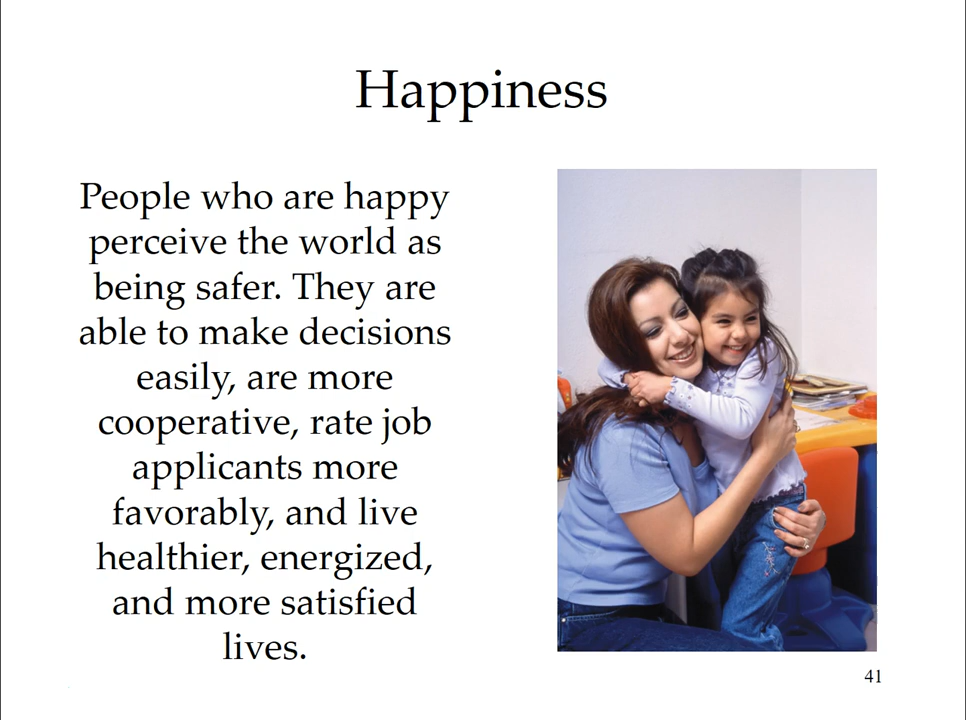 Happiness
People who are happy
perceive the world as
being safer. They are
able to make decisions
easily, are more
cooperative, rate job
applicants more
favorably, and live
healthier, energized,
and more satisfied
lives.
41